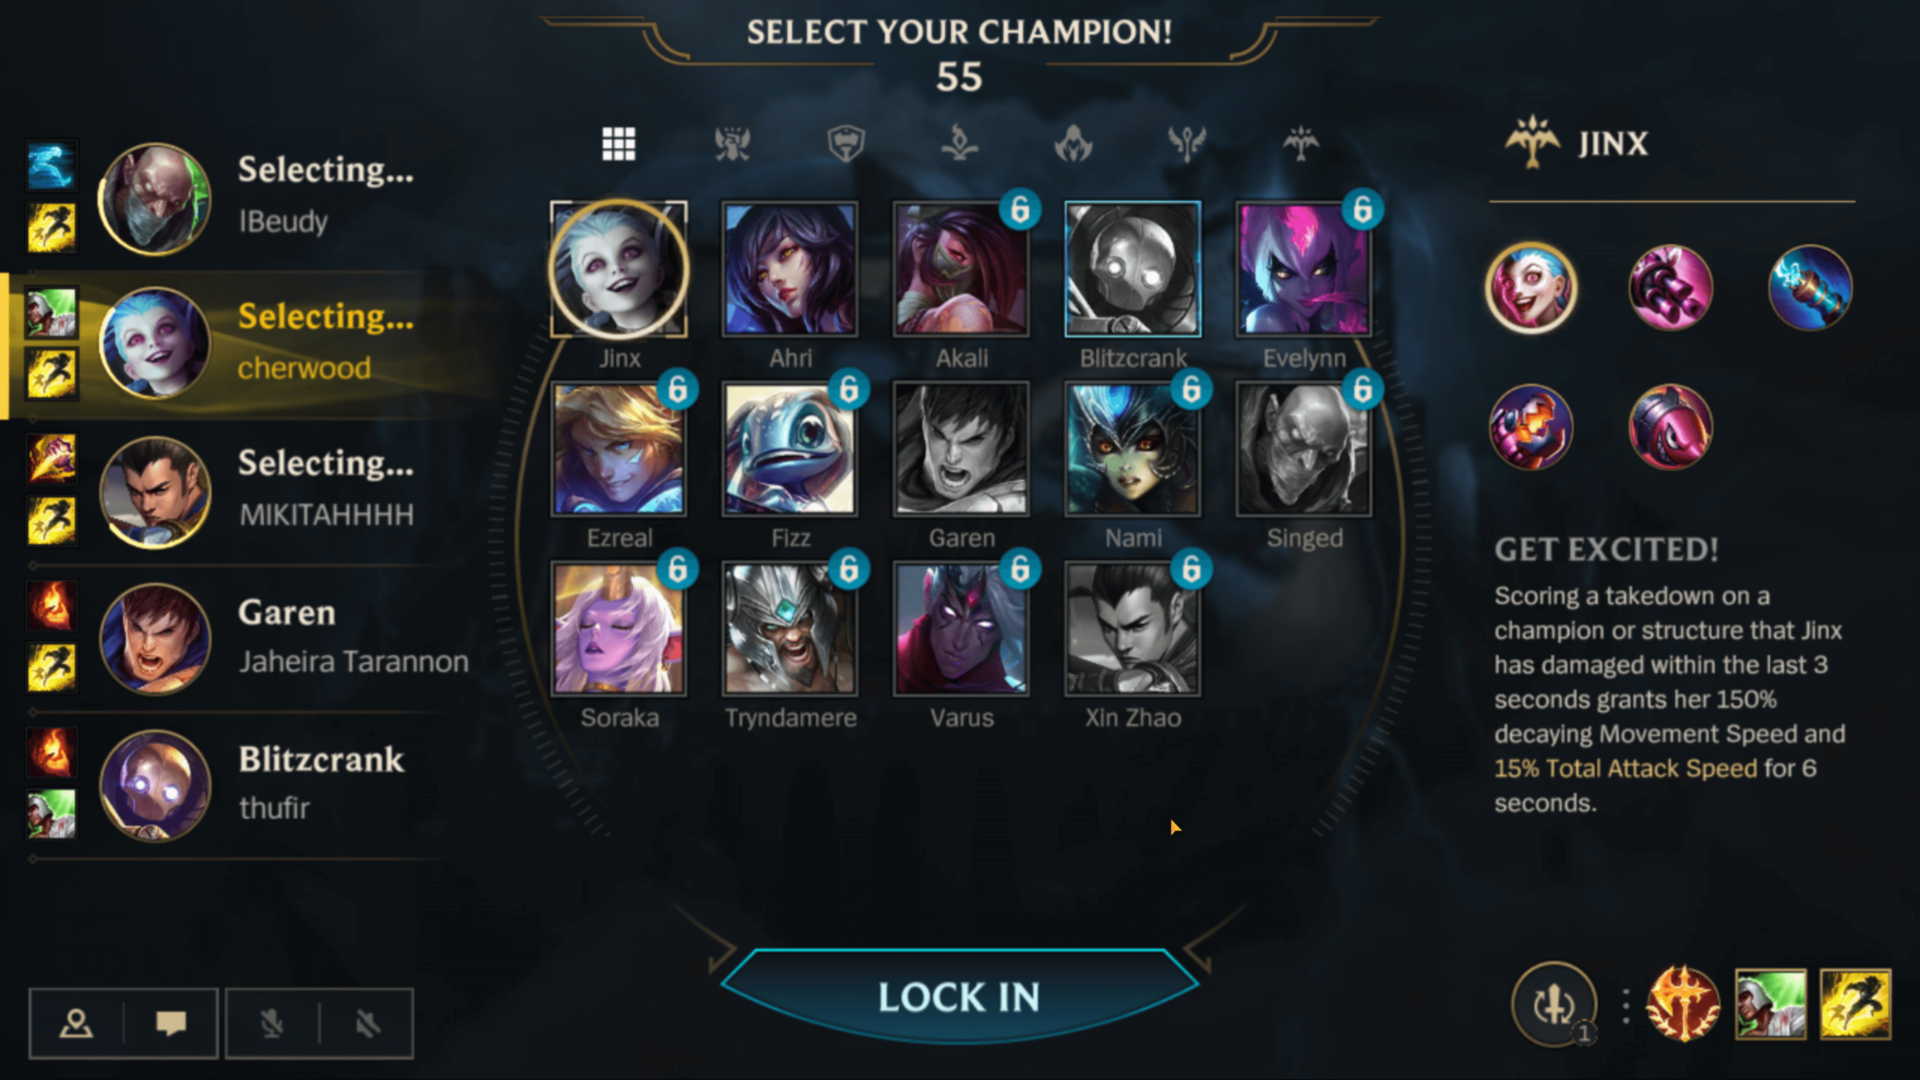 SELECT YOUR CHAMPION!
55
Selecting...
IBeudy
Selecting...
cherwood
Selecting...
MIKITAHHHH
Garen
Jaheira Tarannon
Blitzcrank
thufir
6
6
Jinx
Ahri
Akali
Blitzcrank
Evelynn
6
6
6
6
Ezreal
Fizz
Garen
Nami
Singed
6
6
6
6
Soraka
Tryndamere
Varus
Xin Zhao
LOCK IN
JINX
GET EXCITED!
Scoring a takedown on a
champion or structure that Jinx
has damaged within the last 3
seconds grants her 150%
decaying Movement Speed and
15% Total Attack Speed for 6
seconds.
1